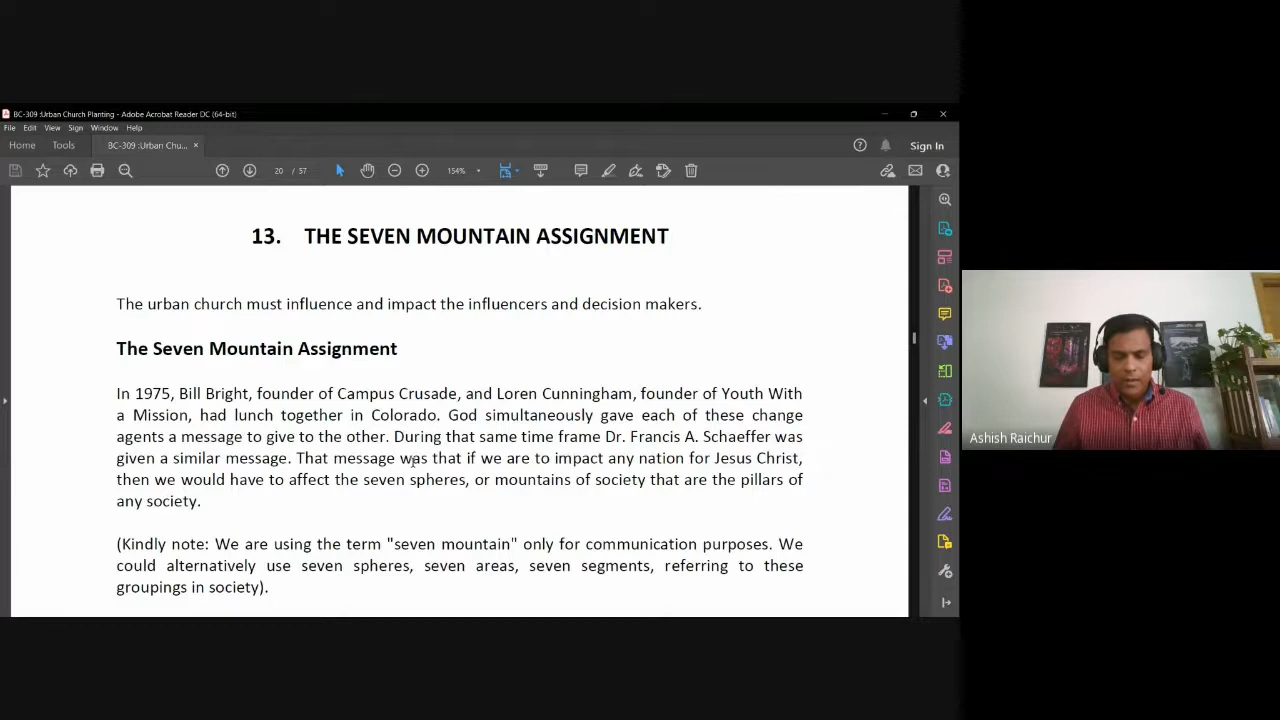 BC-309 :Urban Church Planting - Adobe Acrobat Reader DC (64-bit)
File Edit View Sign Window Help
Home Tools BC-309 :Urban Chu... × Sign In
20 / 57 154%
13. THE SEVEN MOUNTAIN ASSIGNMENT
The urban church must influence and impact the influencers and decision makers.
The Seven Mountain Assignment
In 1975, Bill Bright, founder of Campus Crusade, and Loren Cunningham, founder of Youth With
a Mission, had lunch together in Colorado. God simultaneously gave each of these change
agents a message to give to the other. During that same time frame Dr. Francis A. Schaeffer was
given a similar message. That message was that if we are to impact any nation for Jesus Christ,
then we would have to affect the seven spheres, or mountains of society that are the pillars of
any society.
(Kindly note: We are using the term "seven mountain" only for communication purposes. We
could alternatively use seven spheres, seven areas, seven segments, referring to these
groupings in society).
Ashish Raichur